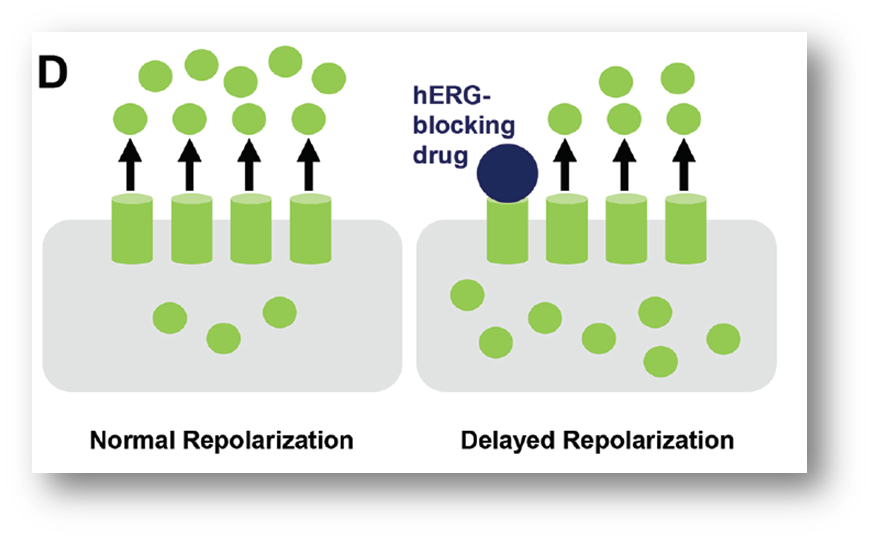 D
hERG-
blocking
drug
Normal Repolarization
Delayed Repolarization